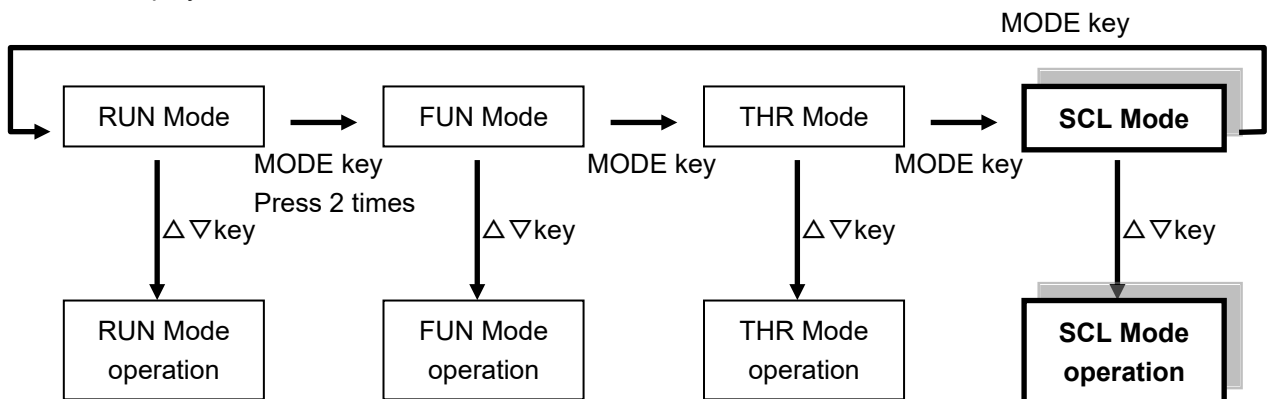 MODE key
RUN Mode
FUN Mode
THR Mode
SCL Mode
MODE key
Press 2 times
MODE key
MODE key
△▽key
△▽key
△▽key
△▽key
RUN Mode
operation
FUN Mode
operation
THR Mode
operation
SCL Mode
operation